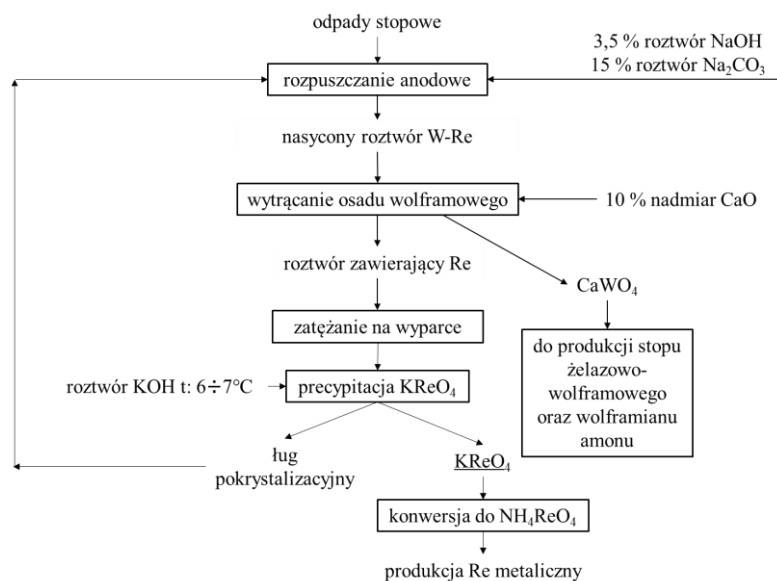 odpady stopowe
3,5 % roztwór NaOH
15 % roztwór Na₂CO₃
rozpuszczanie anodowe
nasycony roztwór W-Re
wytrącanie osadu wolframowego
10 % nadmiar CaO
roztwór zawierający Re
CaWO₄
zatężanie na wyparce
do produkcji stopu
żelazowo-
wolframowego
oraz wolframianu
amonu
roztwór KOH t: 6÷7°C
precypitacja KReO₄
ług
pokrystalizacyjny
KReO₄
konwersja do NH₄ReO₄
produkcja Re metaliczny